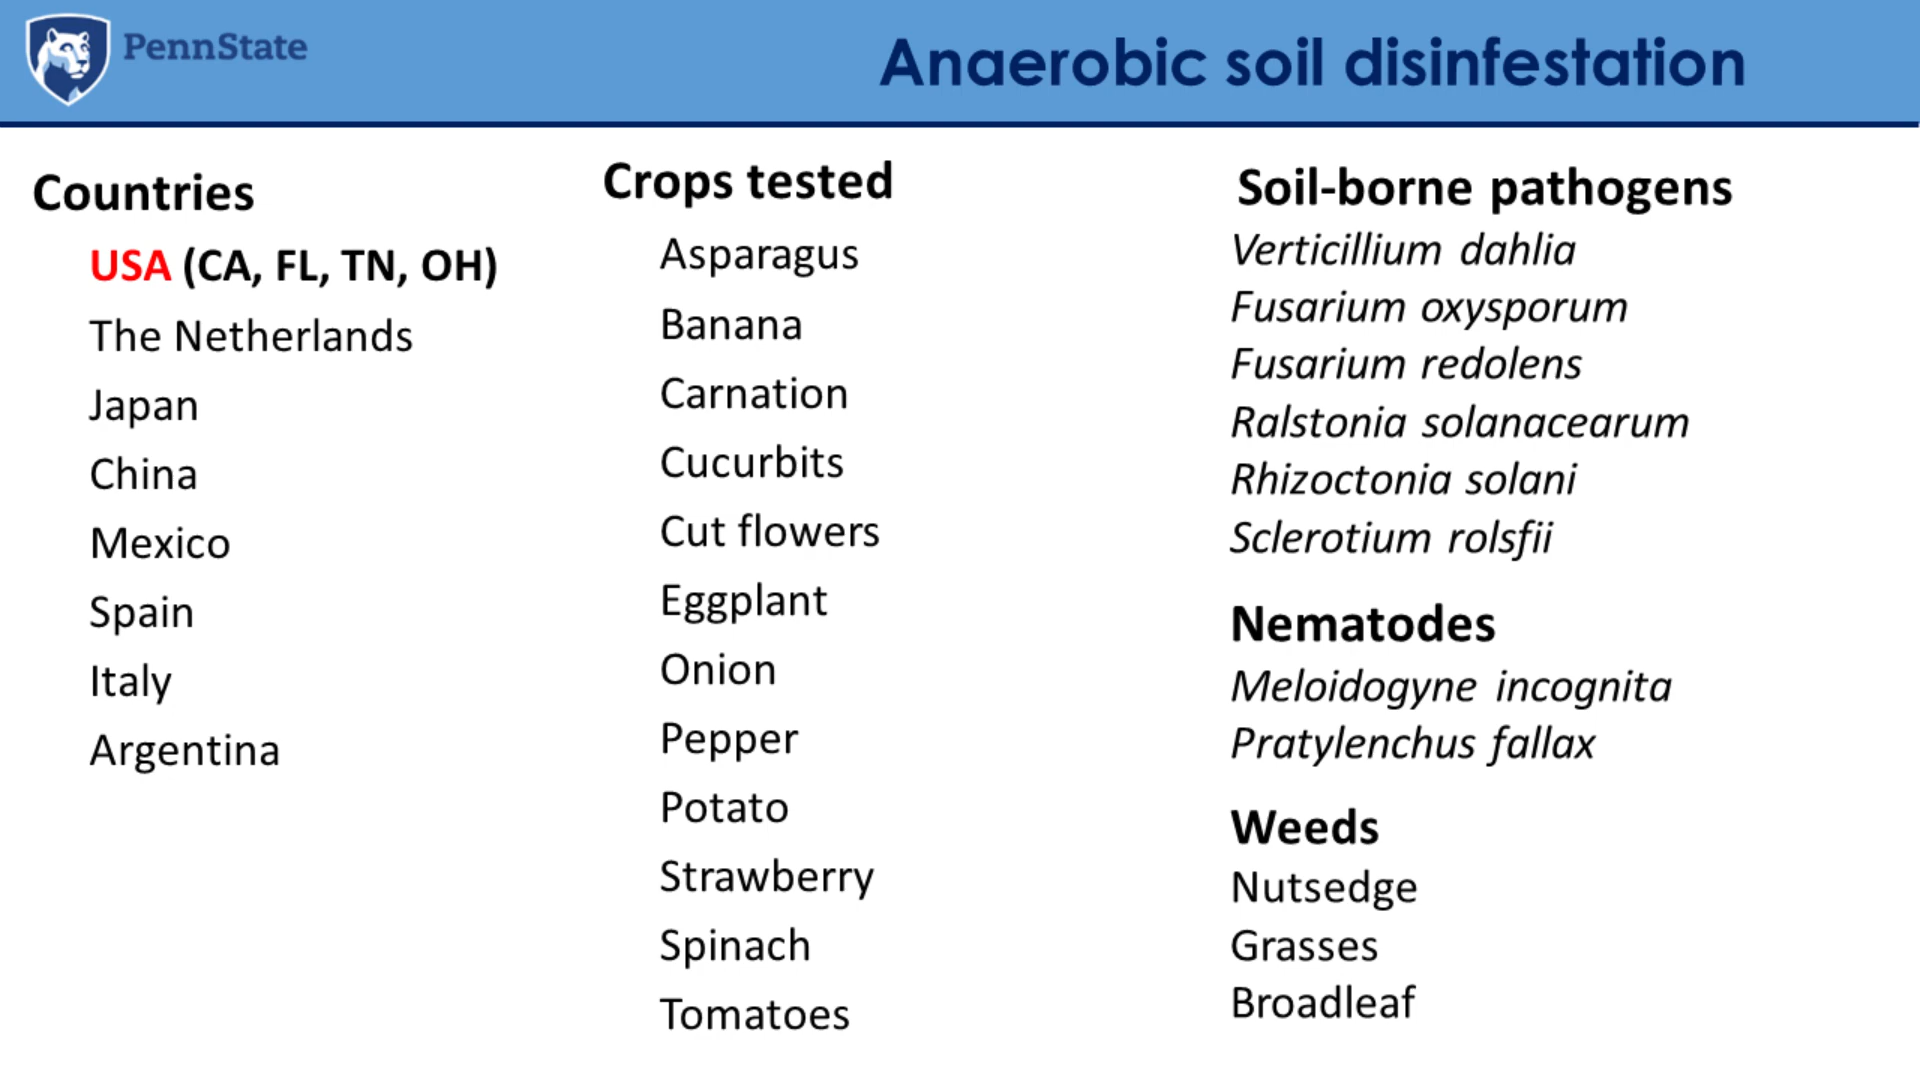 PennState
Anaerobic soil disinfestation
Countries
USA (CA, FL, TN, OH)
The Netherlands
Japan
China
Mexico
Spain
Italy
Argentina
Crops tested
Asparagus
Banana
Carnation
Cucurbits
Cut flowers
Eggplant
Onion
Pepper
Potato
Strawberry
Spinach
Tomatoes
Soil-borne pathogens
Verticillium dahlia
Fusarium oxysporum
Fusarium redolens
Ralstonia solanacearum
Rhizoctonia solani
Sclerotium rolsfii
Nematodes
Meloidogyne incognita
Pratylenchus fallax
Weeds
Nutsedge
Grasses
Broadleaf